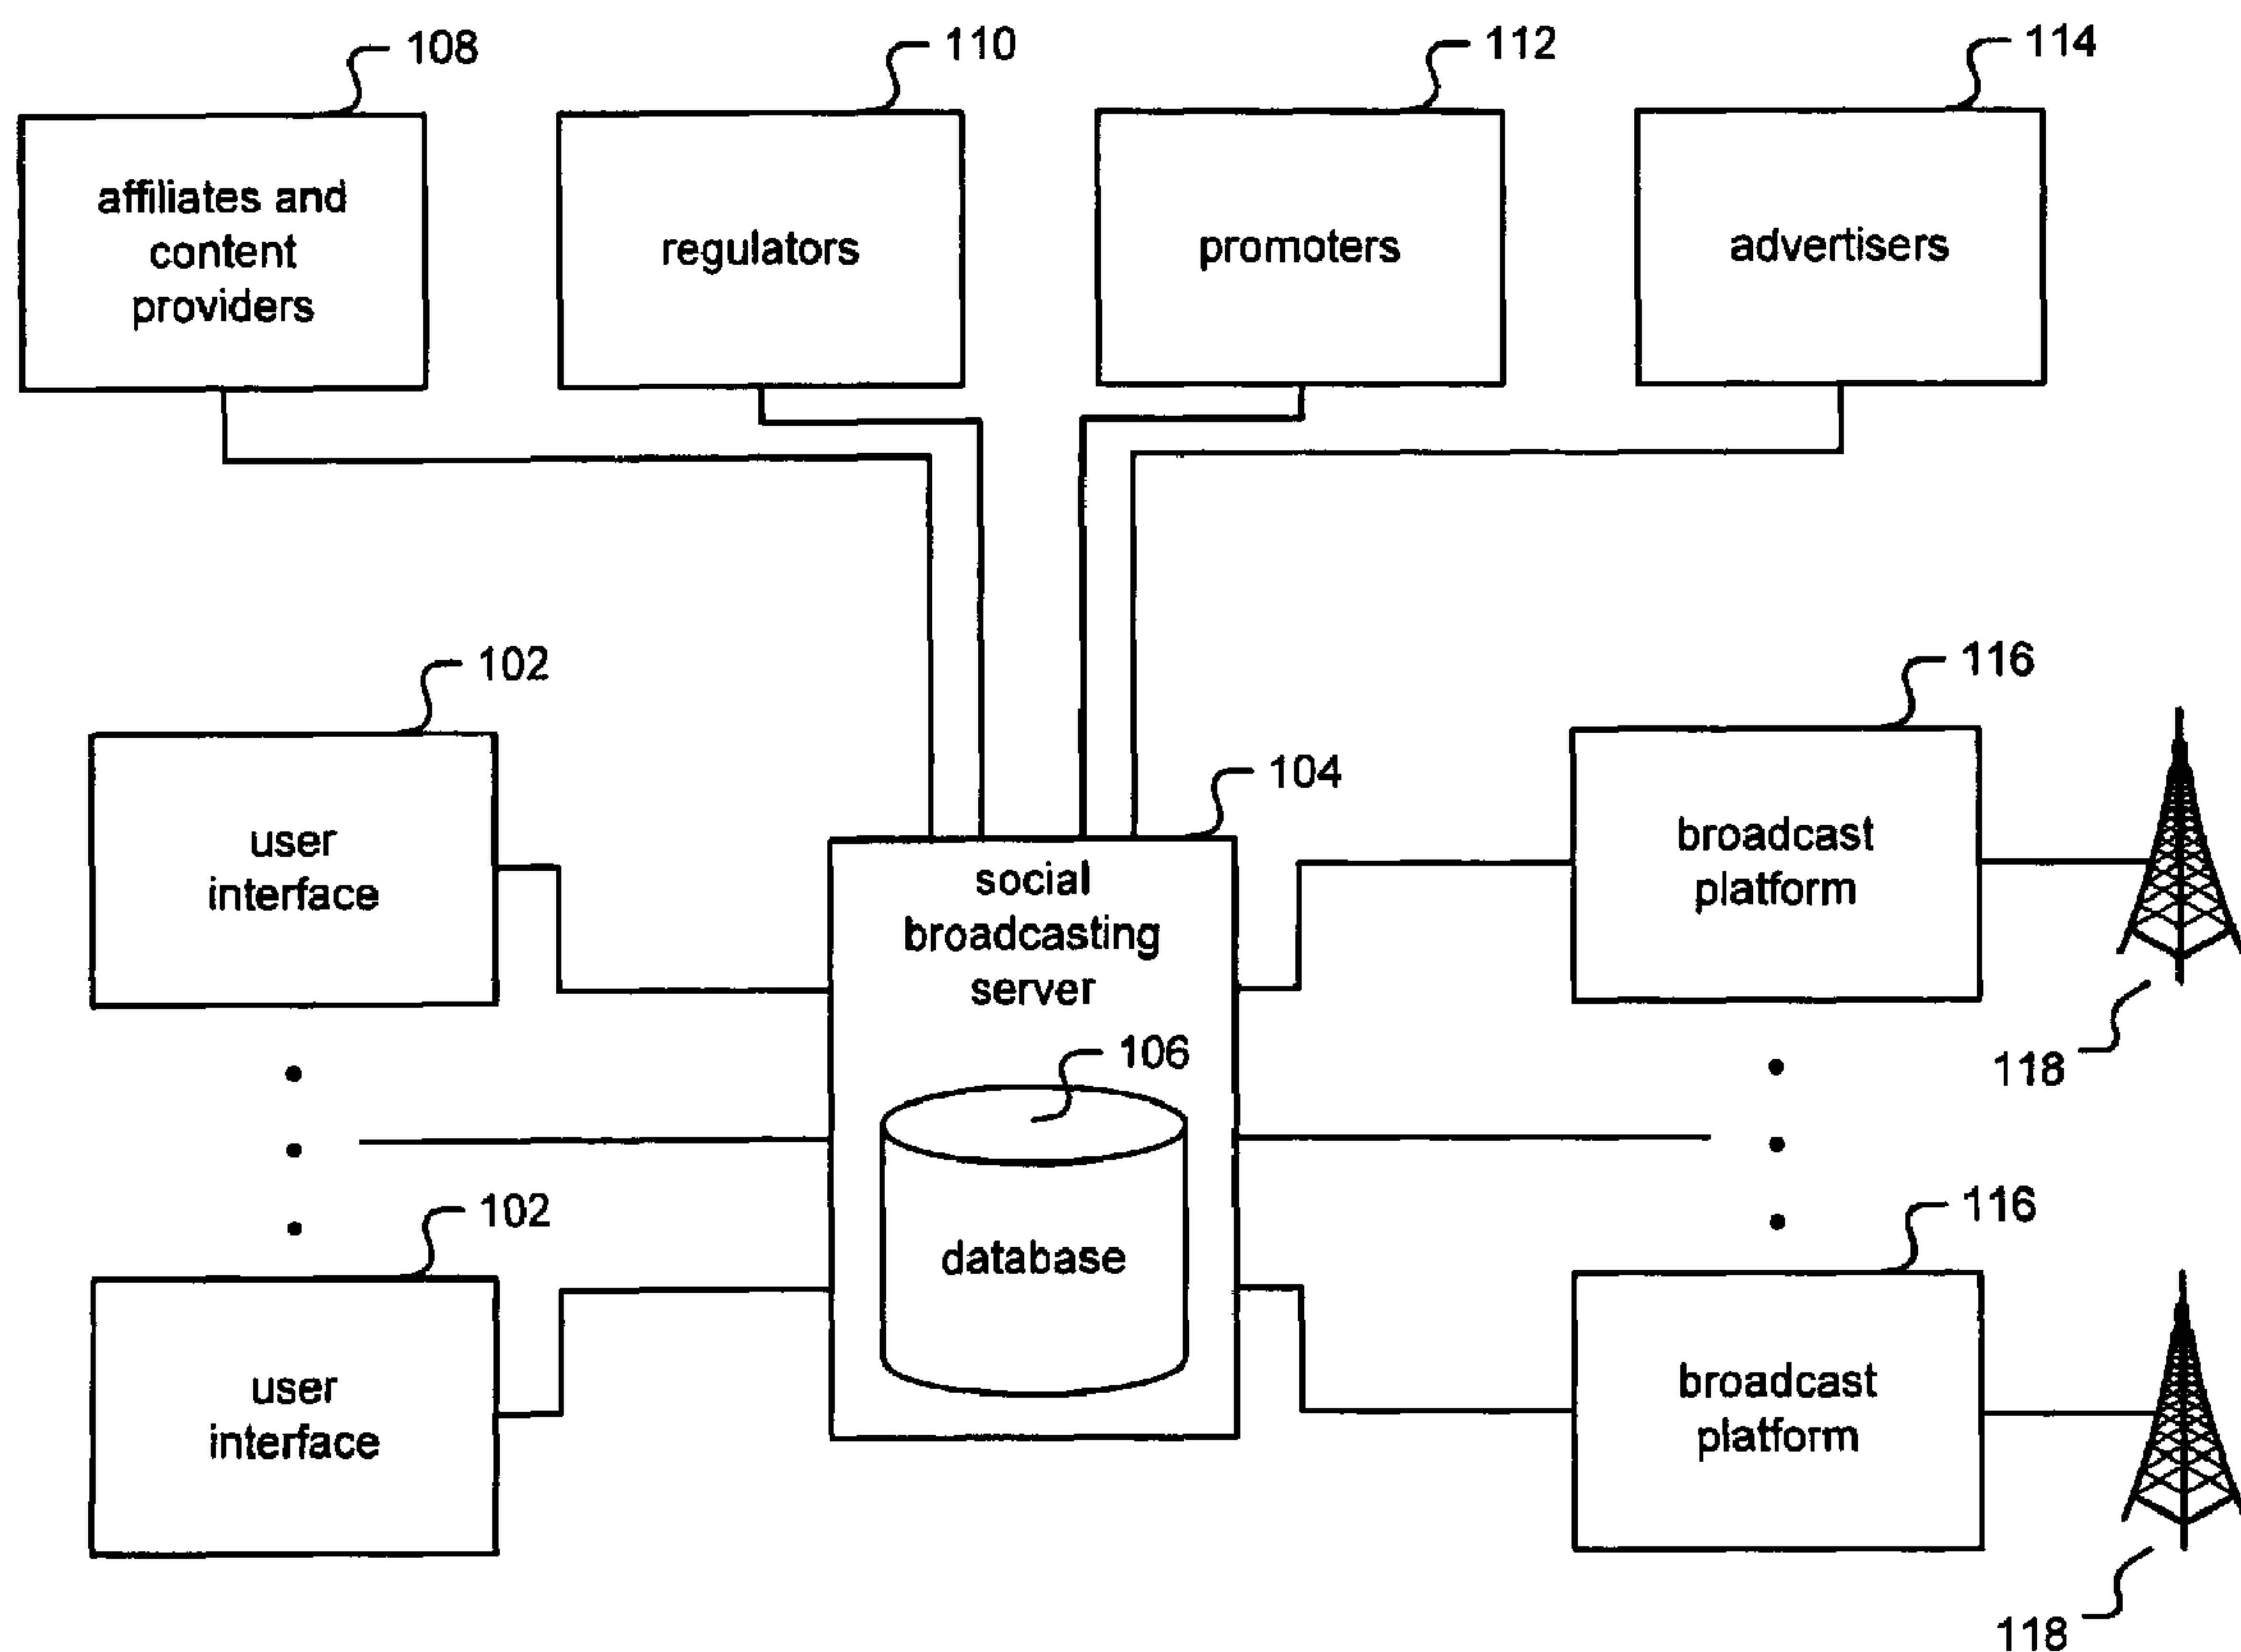 108
110
112
114
affiliates and
content
providers
regulators
promoters
advertisers
102
116
104
user
interface
social
broadcasting
server
broadcast
platform
118
106
database
102
116
user
interface
broadcast
platform
118